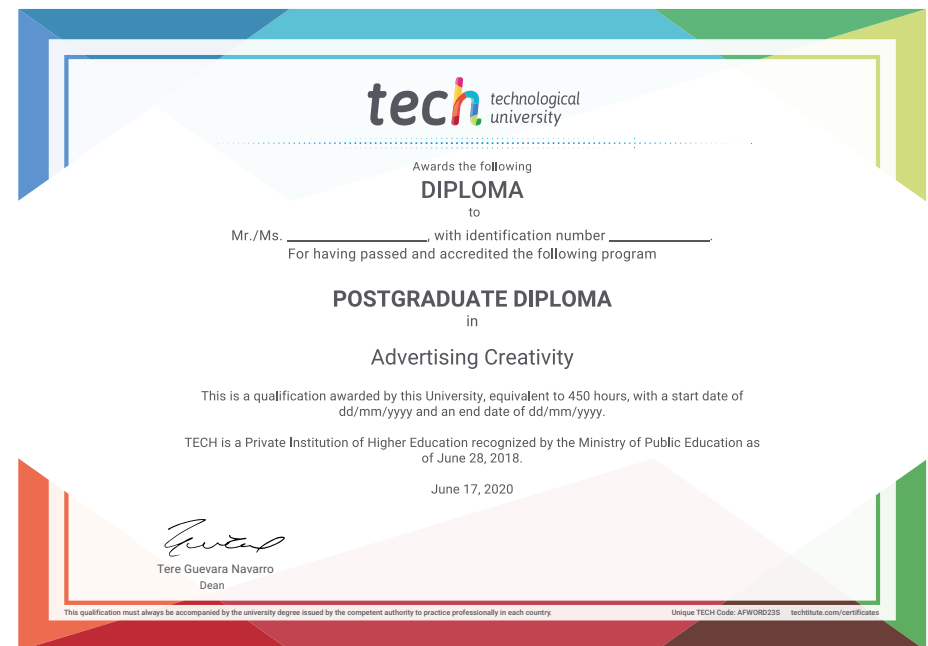 tech technological
university
Awards the following
DIPLOMA
to
Mr./Ms. ____________, with identification number ____________.
For having passed and accredited the following program
POSTGRADUATE DIPLOMA
in
Advertising Creativity
This is a qualification awarded by this University, equivalent to 450 hours, with a start date of
dd/mm/yyyy and an end date of dd/mm/yyyy.
TECH is a Private Institution of Higher Education recognized by the Ministry of Public Education as
of June 28, 2018.
June 17, 2020
Tere Guevara Navarro
Dean
This qualification must always be accompanied by the university degree issued by the competent authority to practice professionally in each country. Unique TECH Code: AFWORD23S techtitute.com/certificates